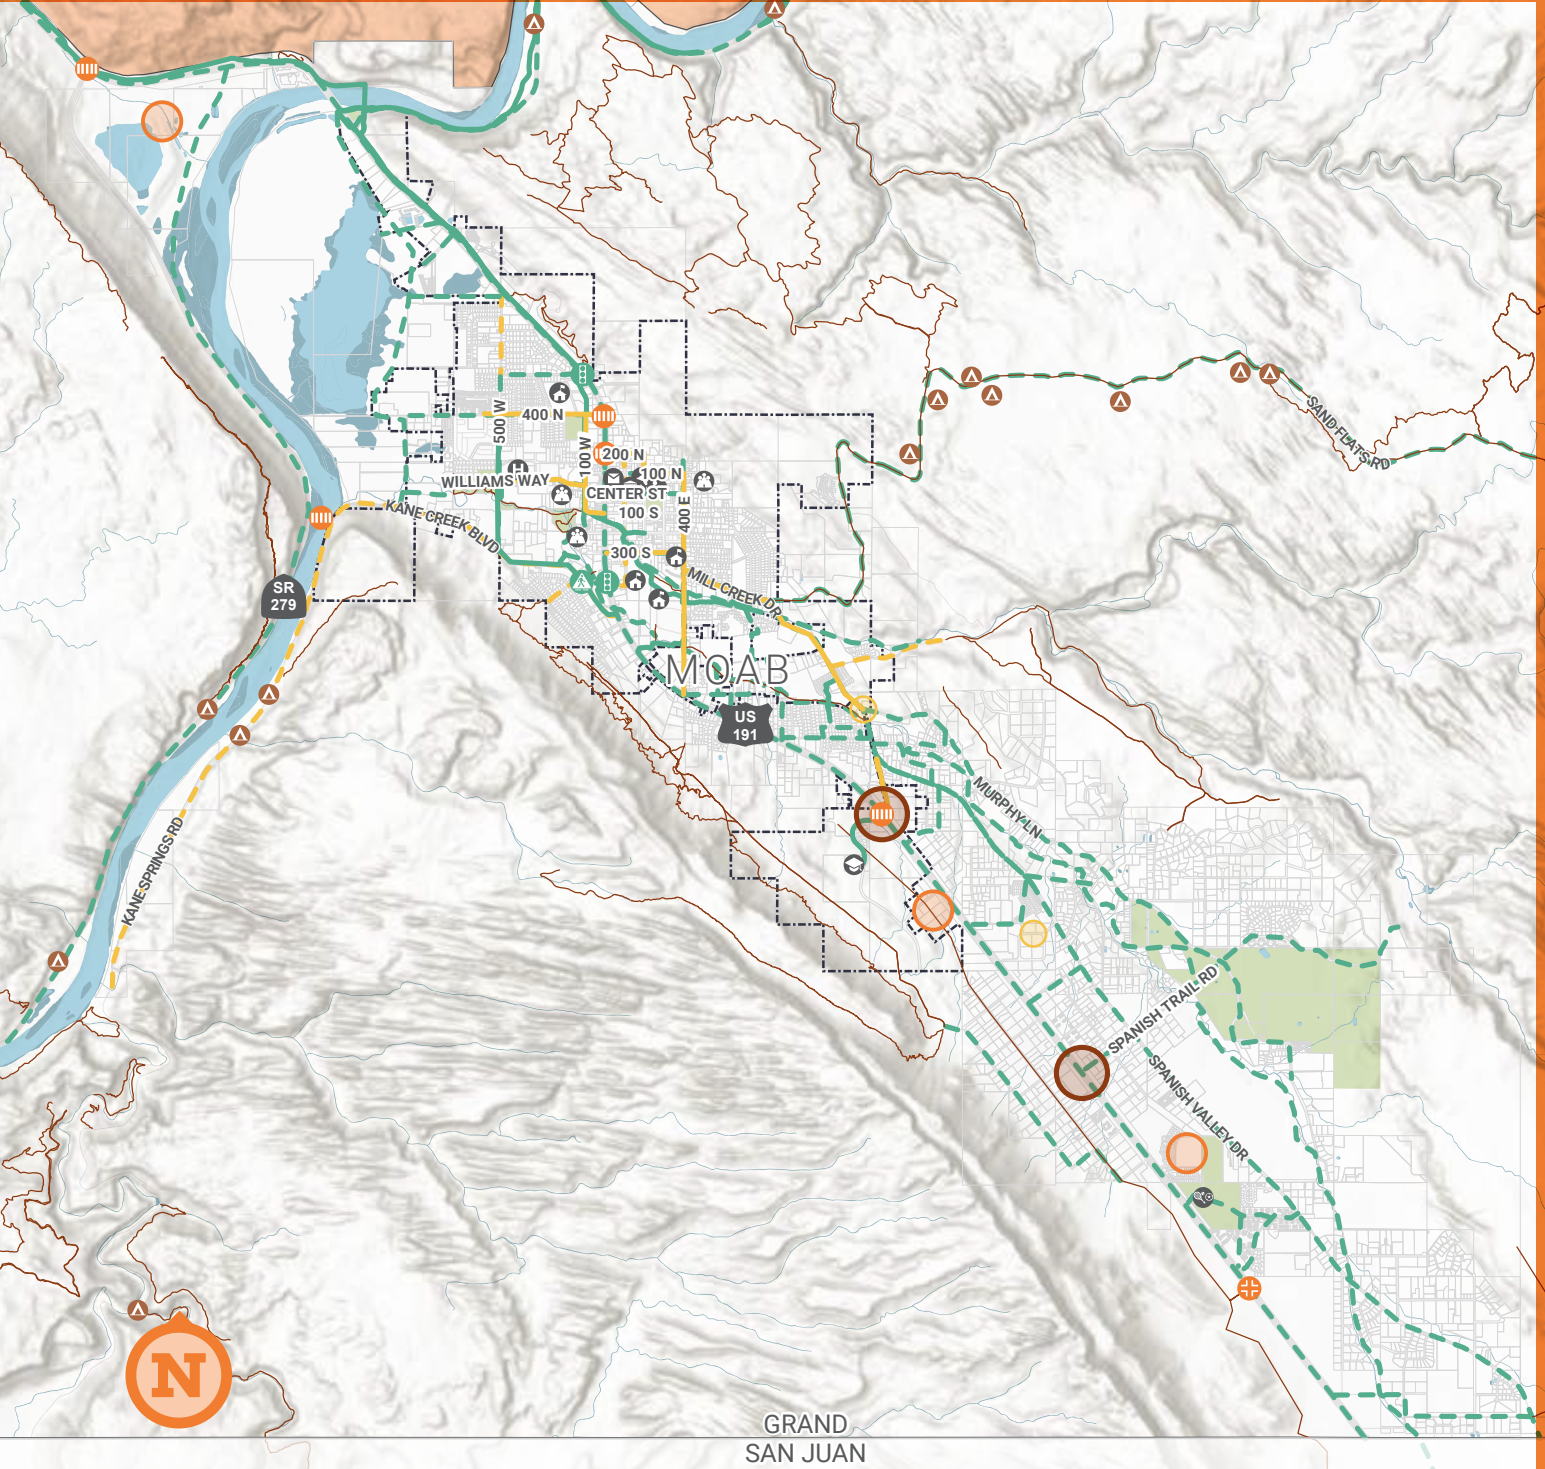 SAND FLATS RD
400 N
500 W
100 W
200 N
100 N
WILLIAMS WAY
CENTER ST
KANE CREEK BLVD
100 S
400 E
300 S
MILL CREEK DR
SR
279
MOAB
US
191
MURPHY LN
KANE SPRINGS RD
SPANISH TRAIL RD
SPANISH VALLEY DR
N
GRAND
SAN JUAN
H